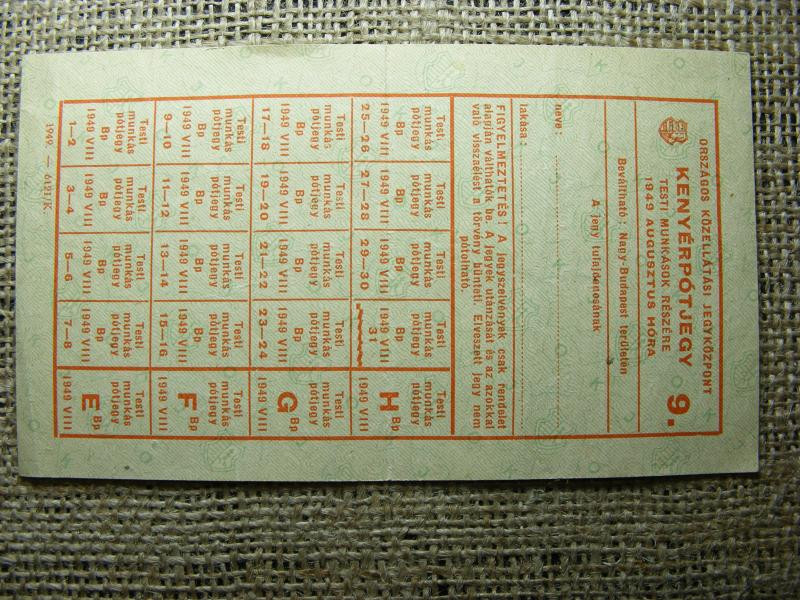 ORSZÁGOS KÖZELLÁTÁSI JEGYKÖZPONT
KENYÉRPÓTJEGY 9.
TESTI MUNKÁSOK RÉSZÉRE
1949 AUGUSZTUS HÓRA
Beváltható: Nagy-Budapest területén
A jegy tulajdonosának
neve:
lakása:
FIGYELMEZTETÉS! A jegyszelvények csak rendelet
alapján válthatók be. A jegyek utánzását és az azokkal
való visszaélést a törvény bünteti. Elveszett jegy nem
pótolható
Testi
munkás
pótjegy
Bp
1949 VIII
25—26
Testi
munkás
pótjegy
Bp
1949 VIII
27—28
Testi
munkás
pótjegy
Bp
1949 VIII
29—30
Testi
munkás
pótjegy
Bp
1949 VIII
31
Testi
munkás
pótjegy
H Bp
1949 VIII
Testi
munkás
pótjegy
Bp
1949 VIII
17—18
Testi
munkás
pótjegy
Bp
1949 VIII
19—20
Testi
munkás
pótjegy
Bp
1949 VIII
21—22
Testi
munkás
pótjegy
Bp
1949 VIII
23—24
Testi
munkás
pótjegy
G Bp
1949 VIII
Testi
munkás
pótjegy
Bp
1949 VIII
9—10
Testi
munkás
pótjegy
Bp
1949 VIII
11—12
Testi
munkás
pótjegy
Bp
1949 VIII
13—14
Testi
munkás
pótjegy
Bp
1949 VIII
15—16
Testi
munkás
pótjegy
F Bp
1949 VIII
Testi
munkás
pótjegy
Bp
1949 VIII
1—2
Testi
munkás
pótjegy
Bp
1949 VIII
3—4
Testi
munkás
pótjegy
Bp
1949 VIII
5—6
Testi
munkás
pótjegy
Bp
1949 VIII
7—8
Testi
munkás
pótjegy
E Bp
1949 VIII
1949. — 6121/K.